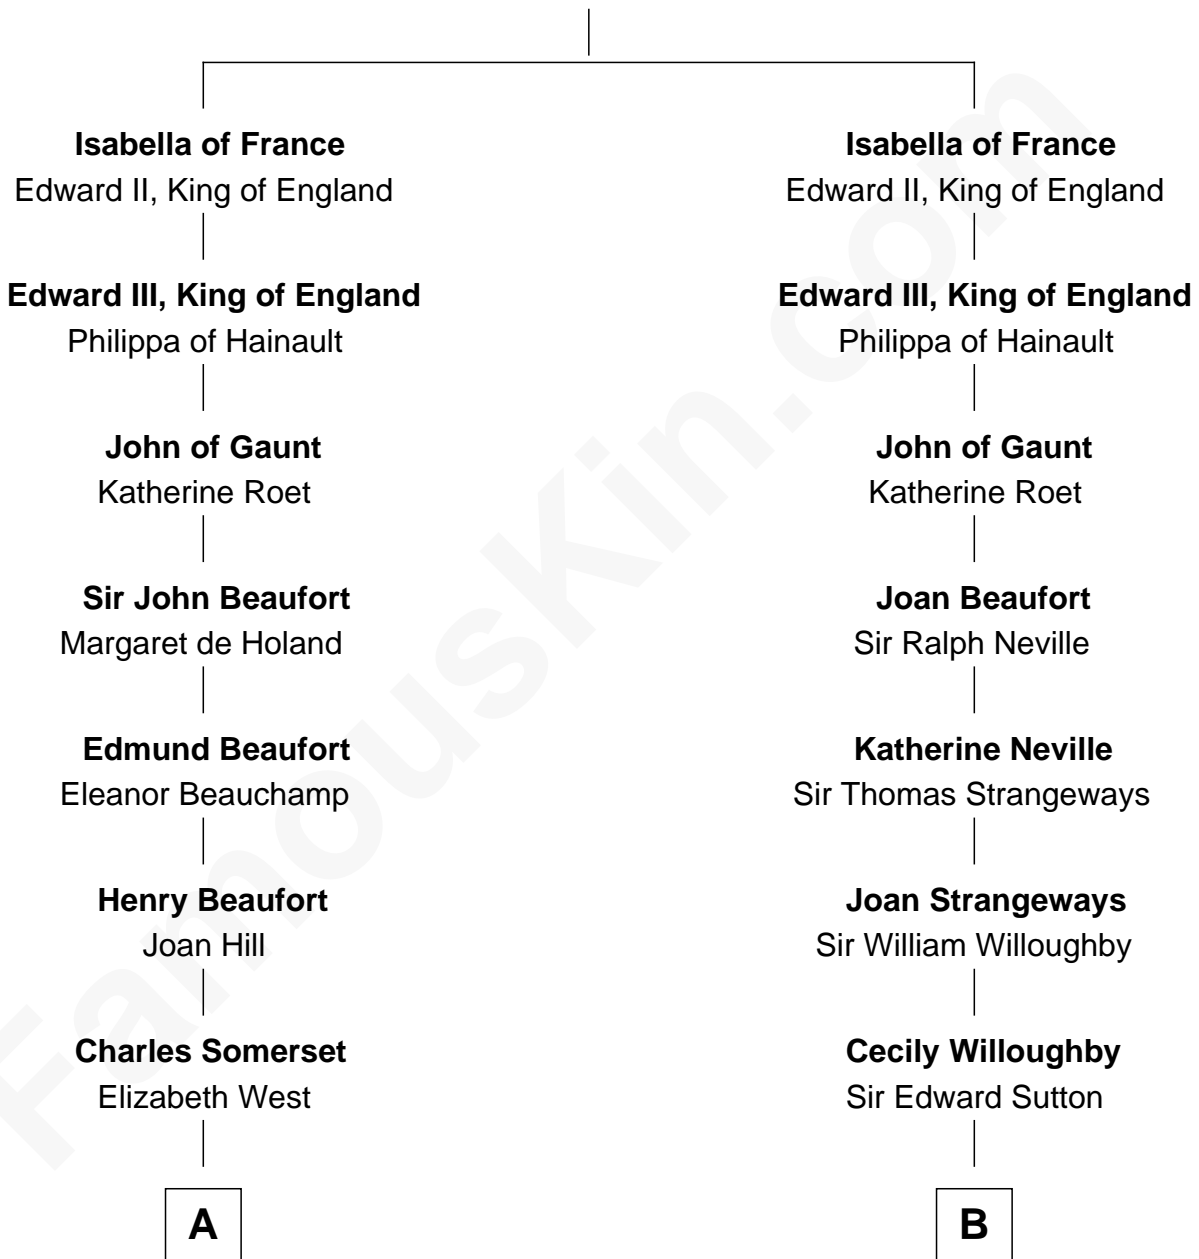 Isabella of France
Edward II, King of England
Edward III, King of England
Philippa of Hainault
John of Gaunt
Katherine Roet
Sir John Beaufort
Margaret de Holand
Edmund Beaufort
Eleanor Beauchamp
Henry Beaufort
Joan Hill
Charles Somerset
Elizabeth West
A
Isabella of France
Edward II, King of England
Edward III, King of England
Philippa of Hainault
John of Gaunt
Katherine Roet
Joan Beaufort
Sir Ralph Neville
Katherine Neville
Sir Thomas Strangeways
Joan Strangeways
Sir William Willoughby
Cecily Willoughby
Sir Edward Sutton
B
FamousKin.com